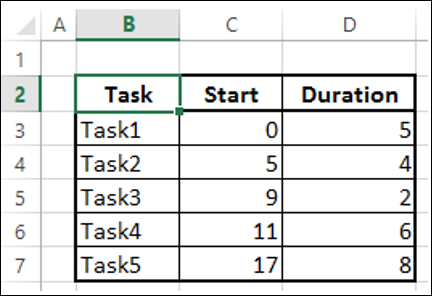 A B C D
1
2 Task Start Duration
3 Task1 0 5
4 Task2 5 4
5 Task3 9 2
6 Task4 11 6
7 Task5 17 8